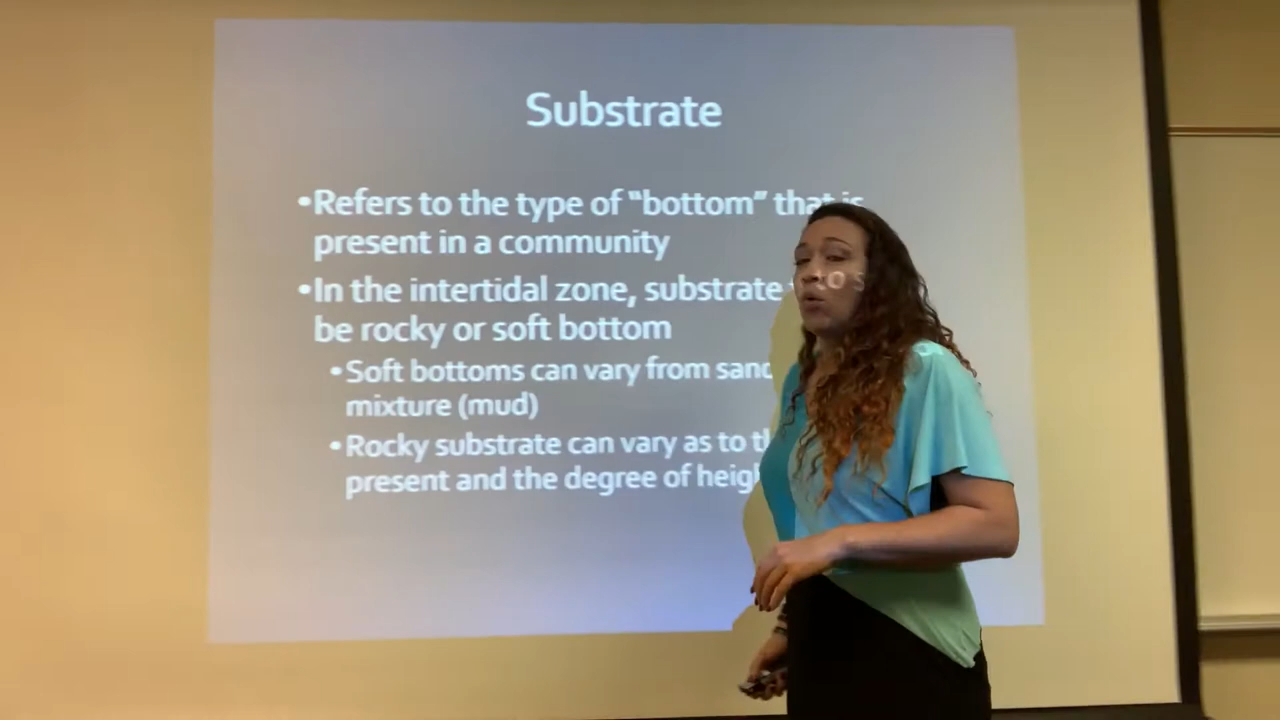 Substrate
•Refers to the type of “bottom” that is
present in a community
•In the intertidal zone, substrate
be rocky or soft bottom
•Soft bottoms can vary from sand
mixture (mud)
•Rocky substrate can vary as to
present and the degree of